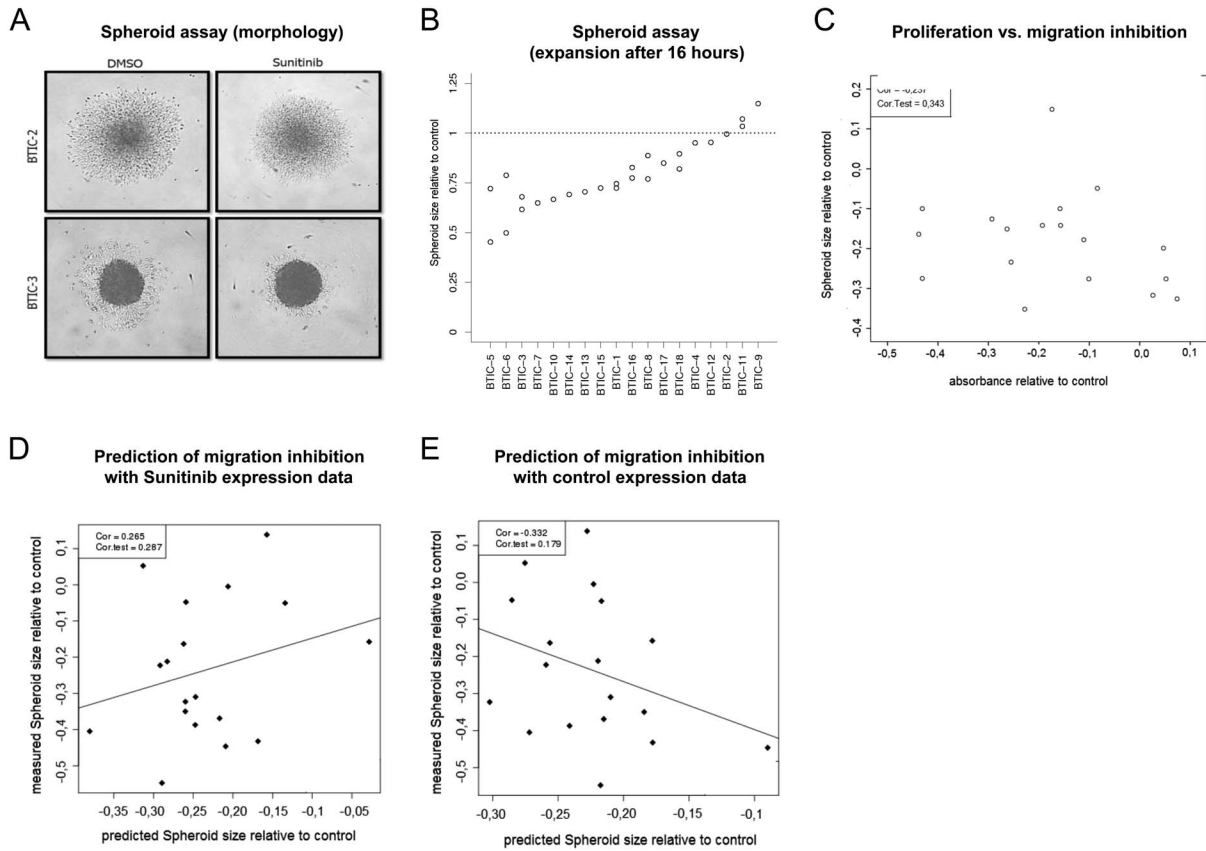 A
Spheroid assay (morphology)
DMSO
Sunitinib
BTIC-2
BTIC-3
B
Spheroid assay
(expansion after 16 hours)
Spheroid size relative to control
1.25
1
0.75
0.5
0.25
0
BTIC–5
BTIC–6
BTIC–3
BTIC–7
BTIC–10
BTIC–14
BTIC–13
BTIC–15
BTIC–1
BTIC–16
BTIC–8
BTIC–17
BTIC–18
BTIC–4
BTIC–12
BTIC–2
BTIC–11
BTIC–9
C
Proliferation vs. migration inhibition
Cor.Test = 0,343
Spheroid size relative to control
0,2
0,1
0,0
-0,1
-0,2
-0,3
-0,4
-0,5 -0,4 -0,3 -0,2 -0,1 0,0 0,1
absorbance relative to control
D
Prediction of migration inhibition
with Sunitinib expression data
Cor = 0.265
Cor.test = 0.287
measured Spheroid size relative to control
0,1
0,0
-0,1
-0,2
-0,3
-0,4
-0,5
-0,35 -0,30 -0,25 -0,20 -0,15 -0,10 -0,05
predicted Spheroid size relative to control
E
Prediction of migration inhibition
with control expression data
Cor = -0.332
Cor.test = 0.179
measured Spheroid size relative to control
0,1
0,0
-0,1
-0,2
-0,3
-0,4
-0,5
-0,30 -0,25 -0,20 -0,15 -0,10
predicted Spheroid size relative to control